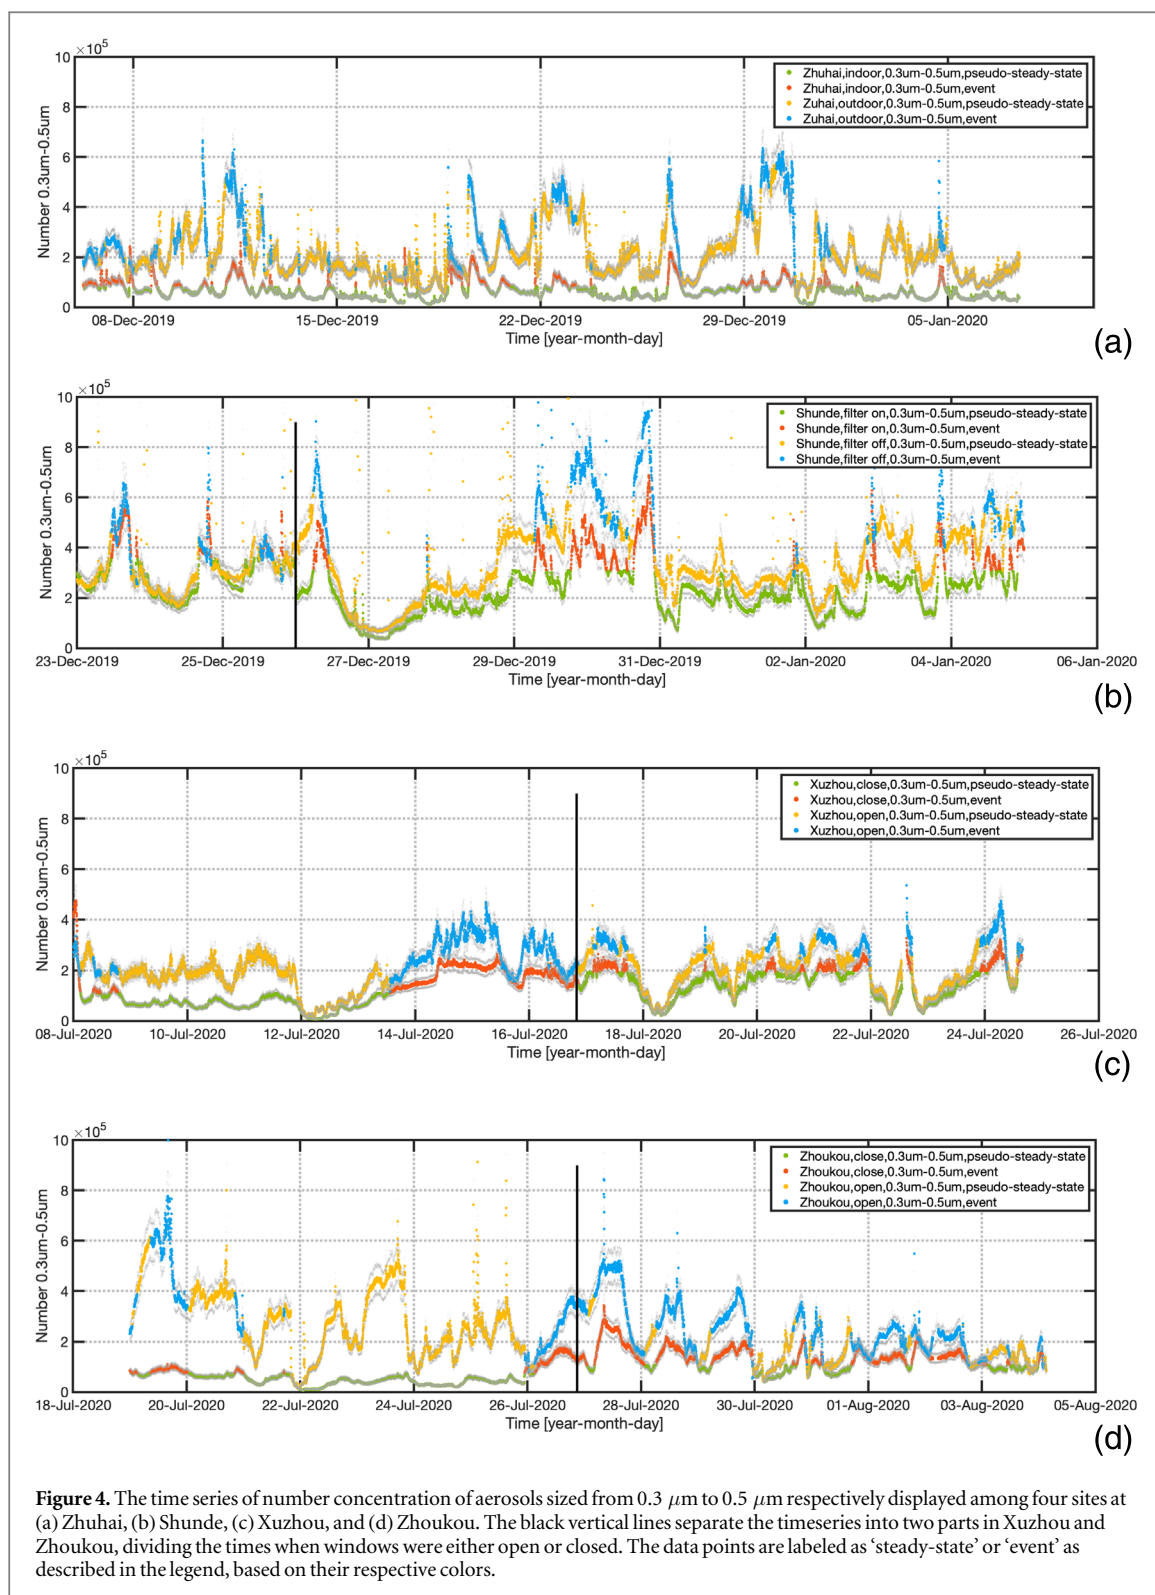 ×10⁵
10
8
6
4
2
0
Number 0.3um-0.5um
Zhuhai,indoor,0.3um-0.5um,pseudo-steady-state
Zhuhai,indoor,0.3um-0.5um,event
Zuhai,outdoor,0.3um-0.5um,pseudo-steady-state
Zuhai,outdoor,0.3um-0.5um,event
08-Dec-2019 15-Dec-2019 22-Dec-2019 29-Dec-2019 05-Jan-2020
Time [year-month-day]
(a)
×10⁵
10
8
6
4
2
0
Number 0.3um-0.5um
Shunde,filter on,0.3um-0.5um,pseudo-steady-state
Shunde,filter on,0.3um-0.5um,event
Shunde,filter off,0.3um-0.5um,pseudo-steady-state
Shunde,filter off,0.3um-0.5um,event
23-Dec-2019 25-Dec-2019 27-Dec-2019 29-Dec-2019 31-Dec-2019 02-Jan-2020 04-Jan-2020 06-Jan-2020
Time [year-month-day]
(b)
×10⁵
10
8
6
4
2
0
Number 0.3um-0.5um
Xuzhou,close,0.3um-0.5um,pseudo-steady-state
Xuzhou,close,0.3um-0.5um,event
Xuzhou,open,0.3um-0.5um,pseudo-steady-state
Xuzhou,open,0.3um-0.5um,event
08-Jul-2020 10-Jul-2020 12-Jul-2020 14-Jul-2020 16-Jul-2020 18-Jul-2020 20-Jul-2020 22-Jul-2020 24-Jul-2020 26-Jul-2020
Time [year-month-day]
(c)
×10⁵
10
8
6
4
2
0
Number 0.3um-0.5um
Zhoukou,close,0.3um-0.5um,pseudo-steady-state
Zhoukou,close,0.3um-0.5um,event
Zhoukou,open,0.3um-0.5um,pseudo-steady-state
Zhoukou,open,0.3um-0.5um,event
18-Jul-2020 20-Jul-2020 22-Jul-2020 24-Jul-2020 26-Jul-2020 28-Jul-2020 30-Jul-2020 01-Aug-2020 03-Aug-2020 05-Aug-2020
Time [year-month-day]
(d)
Figure 4. The time series of number concentration of aerosols sized from 0.3 μm to 0.5 μm respectively displayed among four sites at
(a) Zhuhai, (b) Shunde, (c) Xuzhou, and (d) Zhoukou. The black vertical lines separate the timeseries into two parts in Xuzhou and
Zhoukou, dividing the times when windows were either open or closed. The data points are labeled as ‘steady-state’ or ‘event’ as
described in the legend, based on their respective colors.